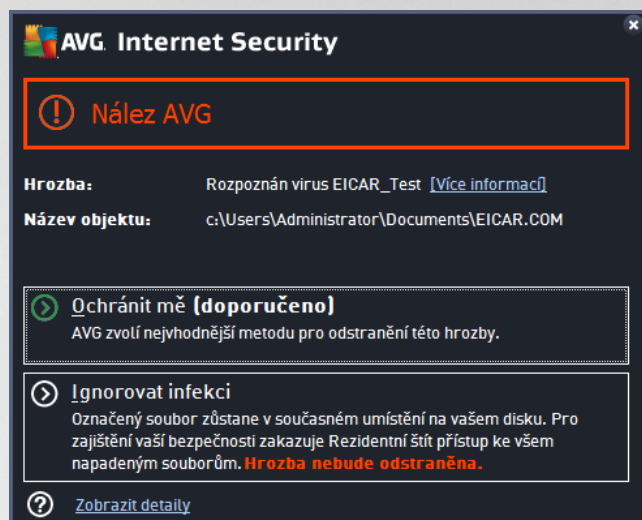 AVG. Internet Security
Nález AVG
Hrozba: Rozpoznán virus EICAR_Test [Více informací]
Název objektu: c:\Users\Administrator\Documents\EICAR.COM
Ochránit mě (doporučeno)
AVG zvolí nejvhodnější metodu pro odstranění této hrozby.
Ignorovat infekci
Označený soubor zůstane v současném umístění na vašem disku. Pro
zajištění vaší bezpečnosti zakazuje Rezidentní štít přístup ke všem
napadeným souborům. Hrozba nebude odstraněna.
Zobrazit detaily